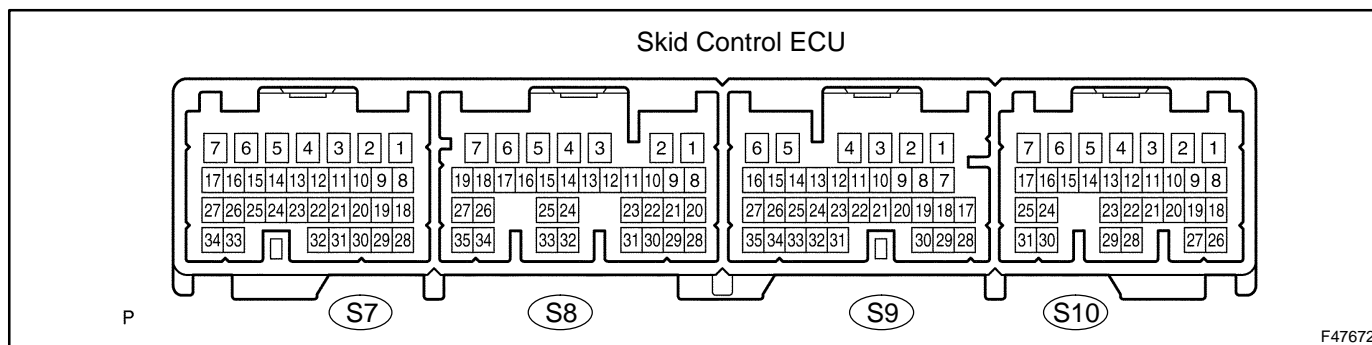 Skid Control ECU
7 6 5 4 3 2 1 7 6 5 4 3 2 1 6 5 4 3 2 1 7 6 5 4 3 2 1
17 16 15 14 13 12 11 10 9 8 19 18 17 16 15 14 13 12 11 10 9 8 16 15 14 13 12 11 10 9 8 7 17 16 15 14 13 12 11 10 9 8
27 26 25 24 23 22 21 20 19 18 27 26 25 24 23 22 21 20 27 26 25 24 23 22 21 20 19 18 17 25 24 23 22 21 20 19 18
34 33 32 31 30 29 28 35 34 33 32 31 30 29 28 35 34 33 32 31 30 29 28 31 30 29 28 27 26
P S7 S8 S9 S10
F47672